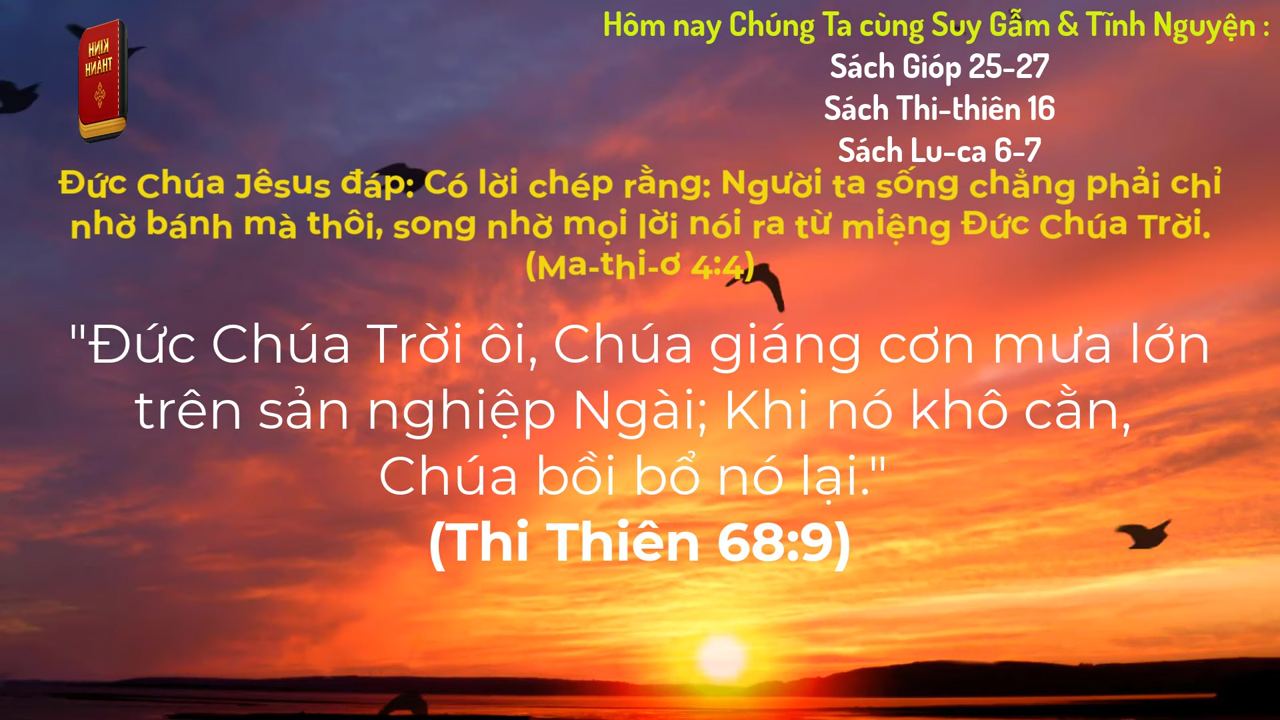 KINH
THÁNH
Hôm nay Chúng Ta cùng Suy Gẫm & Tĩnh Nguyện :
Sách Gióp 25-27
Sách Thi-thiên 16
Sách Lu-ca 6-7
Đức Chúa Jêsus đáp: Có lời chép rằng: Người ta sống chẳng phải chỉ
nhờ bánh mà thôi, song nhờ mọi lời nói ra từ miệng Đức Chúa Trời.
(Ma-thi-ơ 4:4)
"Đức Chúa Trời ôi, Chúa giáng cơn mưa lớn
trên sản nghiệp Ngài; Khi nó khô cằn,
Chúa bồi bổ nó lại."
(Thi Thiên 68:9)